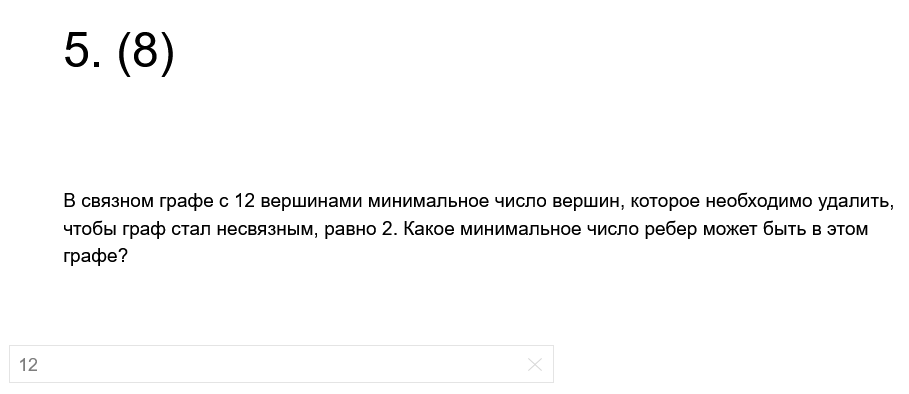 5. (8)
В связном графе с 12 вершинами минимальное число вершин, которое необходимо удалить,
чтобы граф стал несвязным, равно 2. Какое минимальное число ребер может быть в этом
графе?
12